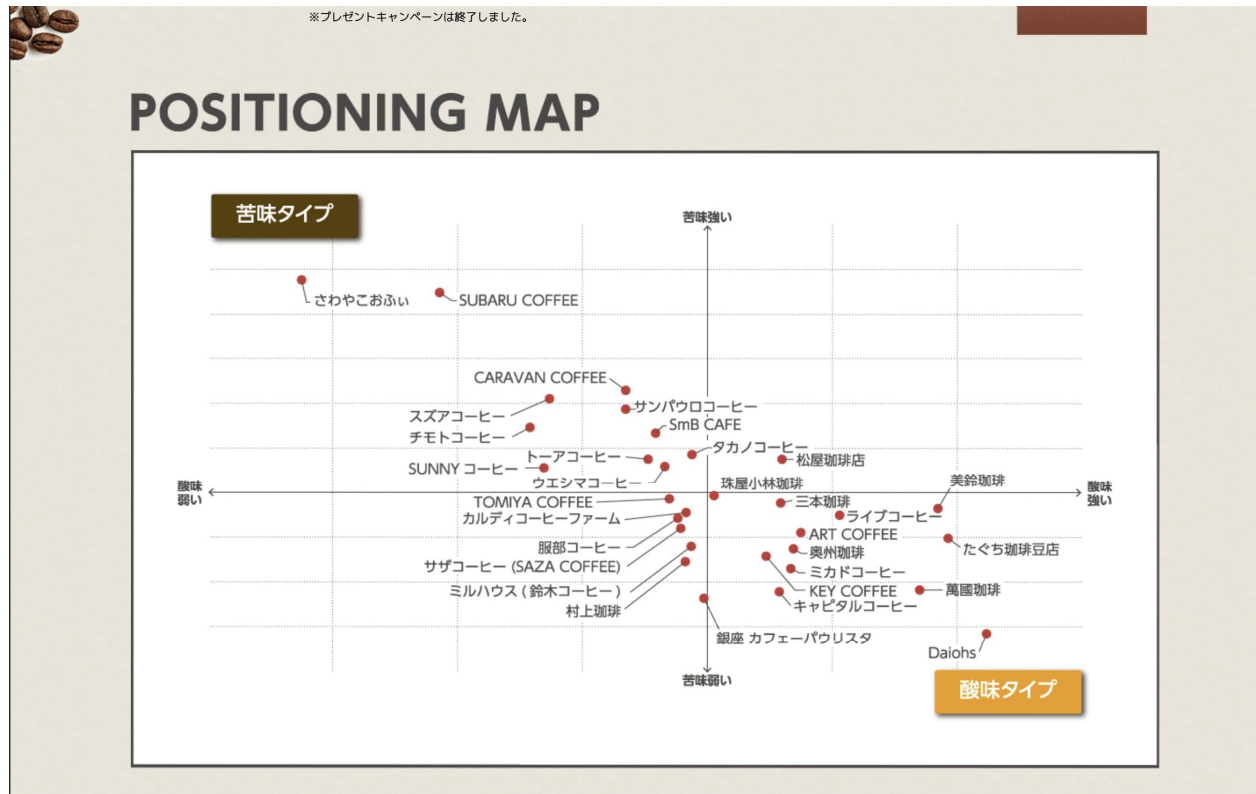 ※プレゼントキャンペーンは終了しました。
POSITIONING MAP
苦味タイプ
苦味強い
さわやこおふぃ
SUBARU COFFEE
CARAVAN COFFEE
サンパウロコーヒー
スズアコーヒー
SmB CAFE
チモトコーヒー
タカノコーヒー
トーアコーヒー
松屋珈琲店
SUNNY コーヒー
ウエシマコーヒー
珠屋小林珈琲
美鈴珈琲
酸味
弱い
酸味
強い
TOMIYA COFFEE
三本珈琲
カルディコーヒーファーム
ライブコーヒー
ART COFFEE
服部コーヒー
奥州珈琲
たぐち珈琲豆店
サザコーヒー (SAZA COFFEE)
ミカドコーヒー
ミルハウス ( 鈴木コーヒー )
KEY COFFEE
萬國珈琲
村上珈琲
キャピタルコーヒー
銀座 カフェーパウリスタ
Daiohs
苦味弱い
酸味タイプ